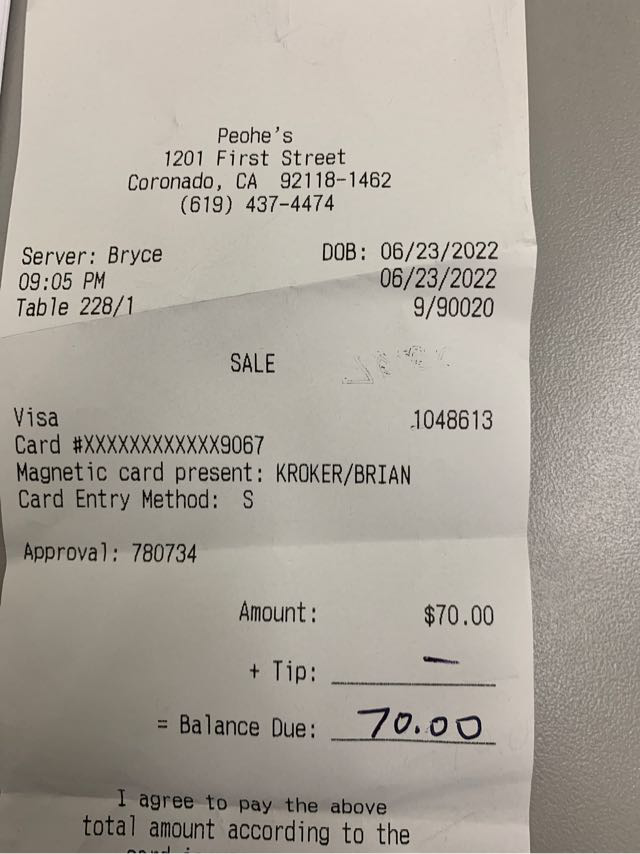 Peohe's
1201 First Street
Coronado, CA 92118-1462
(619) 437-4474
Server: Bryce DOB: 06/23/2022
09:05 PM 06/23/2022
Table 228/1 9/90020
SALE
Visa 1048613
Card #XXXXXXXXXXXX9067
Magnetic card present: KROKER/BRIAN
Card Entry Method: S
Approval: 780734
Amount: $70.00
+ Tip: —
= Balance Due: 70.00
I agree to pay the above
total amount according to the